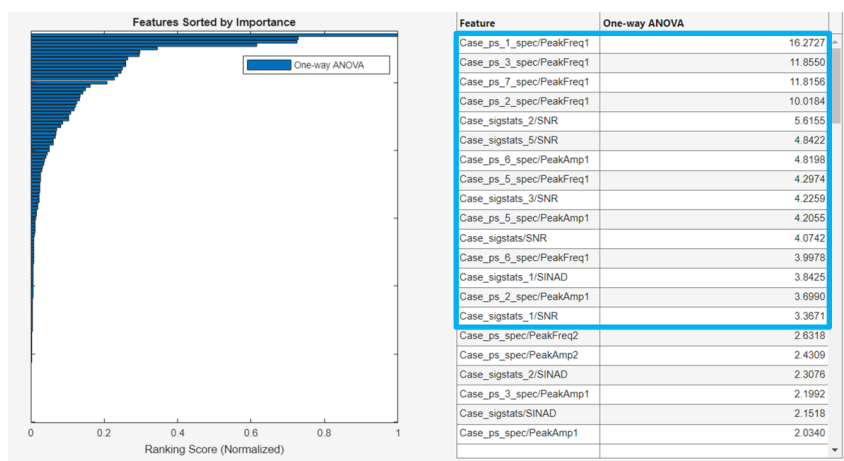 Features Sorted by Importance
One-way ANOVA
0 0.2 0.4 0.6 0.8 1
Ranking Score (Normalized)
Feature One-way ANOVA
Case_ps_1_spec/PeakFreq1 16.2727
Case_ps_3_spec/PeakFreq1 11.8550
Case_ps_7_spec/PeakFreq1 11.8156
Case_ps_2_spec/PeakFreq1 10.0184
Case_sigstats_2/SNR 5.6155
Case_sigstats_5/SNR 4.8422
Case_ps_6_spec/PeakAmp1 4.8198
Case_ps_5_spec/PeakFreq1 4.2974
Case_sigstats_3/SNR 4.2259
Case_ps_5_spec/PeakAmp1 4.2055
Case_sigstats/SNR 4.0742
Case_ps_6_spec/PeakFreq1 3.9978
Case_sigstats_1/SINAD 3.8425
Case_ps_2_spec/PeakAmp1 3.6990
Case_sigstats_1/SNR 3.3671
Case_ps_spec/PeakFreq2 2.6318
Case_ps_spec/PeakAmp2 2.4309
Case_sigstats_2/SINAD 2.3076
Case_ps_3_spec/PeakAmp1 2.1992
Case_sigstats/SINAD 2.1518
Case_ps_spec/PeakAmp1 2.0340